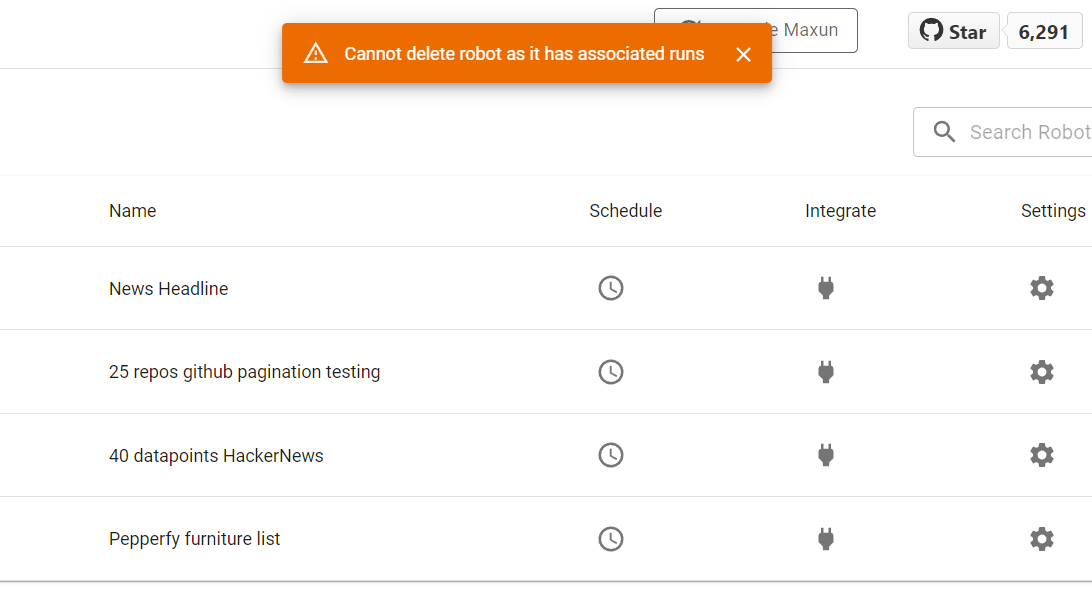 Cannot delete robot as it has associated runs
Maxun
Star
6,291
Search Robot
Name Schedule Integrate Settings
News Headline
25 repos github pagination testing
40 datapoints HackerNews
Pepperfy furniture list